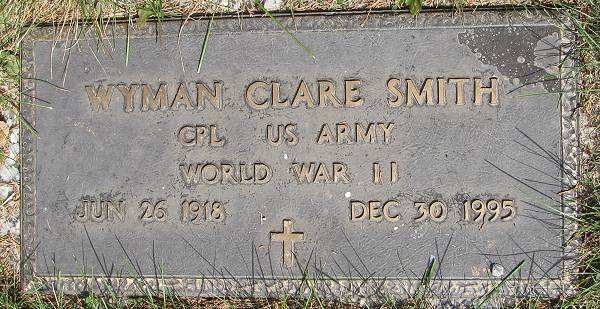 WYMAN CLARE SMITH
CPL US ARMY
WORLD WAR II
JUN 26 1918 DEC 30 1995